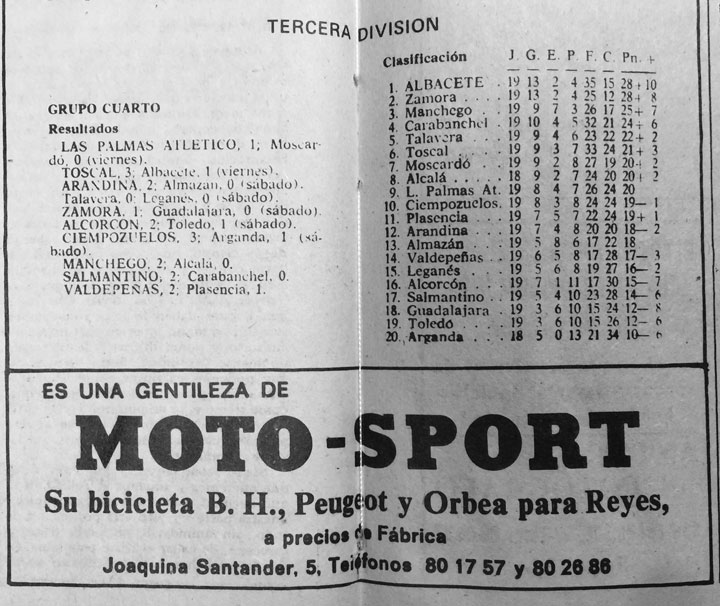 TERCERA DIVISION
GRUPO CUARTO
Resultados
LAS PALMAS ATLETICO, 1; Moscar-
dó, 0 (viernes).
TOSCAL, 3; Albacete, 1 (viernes).
ARANDINA, 2; Almazan, 0 (sábado).
Talavera, 0; Leganés, 0 (sábado).
ZAMORA, 1; Guadalajara, 0 (sábado).
ALCORCON, 2; Toledo, 1 (sábado).
CIEMPOZUELOS, 3; Arganda, 1 (sá-
bado).
MANCHEGO, 2; Alcalá, 0.
SALMANTINO, 2; Carabanchel, 0.
VALDEPEÑAS, 2; Plasencia, 1.
Clasificación J. G. E. P. F. C. Pn. +
1. ALBACETE . 19 13 2 4 35 15 28+10
2. Zamora . . . . 19 13 2 4 25 12 28+ 8
3. Manchego . . 19 9 7 3 26 17 25+ 7
4. Carabanchel . 19 10 4 5 32 21 24+ 6
5. Talavera . . . 19 9 4 6 23 22 22+ 2
6. Toscal . . . . 19 9 3 7 33 24 21+ 3
7. Moscardó . . 19 9 2 8 27 19 20+ 2
8. Alcalá . . . . 18 9 2 7 24 20 20+ 2
9. L. Palmas At. 19 8 4 7 26 24 20
10. Ciempozuelos. 19 8 3 8 24 24 19— 1
11. Plasencia . . 19 7 5 7 22 24 19+ 1
12. Arandina . . 19 7 4 8 20 20 18— 2
13. Almazán . . 19 5 8 6 17 22 18
14. Valdepeñas . . 19 6 5 8 17 28 17— 3
15. Leganés . . . 19 5 6 8 19 27 16— 2
16. Alcorcón . . 19 7 1 11 17 30 15— 7
17. Salmantino . . 19 5 4 10 23 28 14— 6
18. Guadalajara . 19 3 6 10 15 24 12— 8
19. Toledo . . . 19 3 6 10 15 26 12— 6
20. Arganda . . . 18 5 0 13 21 34 10— 6
ES UNA GENTILEZA DE
MOTO-SPORT
Su bicicleta B. H., Peugeot y Orbea para Reyes,
a precios de Fábrica
Joaquina Santander, 5, Teléfonos 80 17 57 y 80 26 86